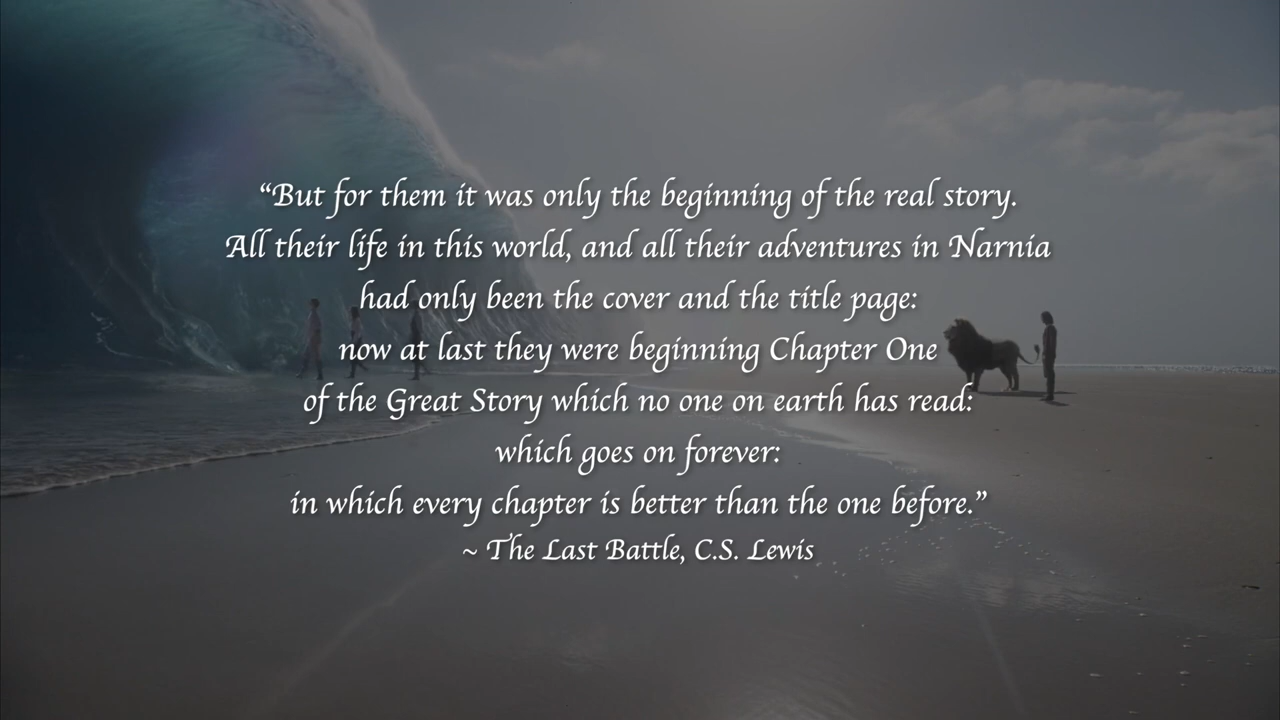 “But for them it was only the beginning of the real story.
All their life in this world, and all their adventures in Narnia
had only been the cover and the title page:
now at last they were beginning Chapter One
of the Great Story which no one on earth has read:
which goes on forever:
in which every chapter is better than the one before.”
~ The Last Battle, C.S. Lewis